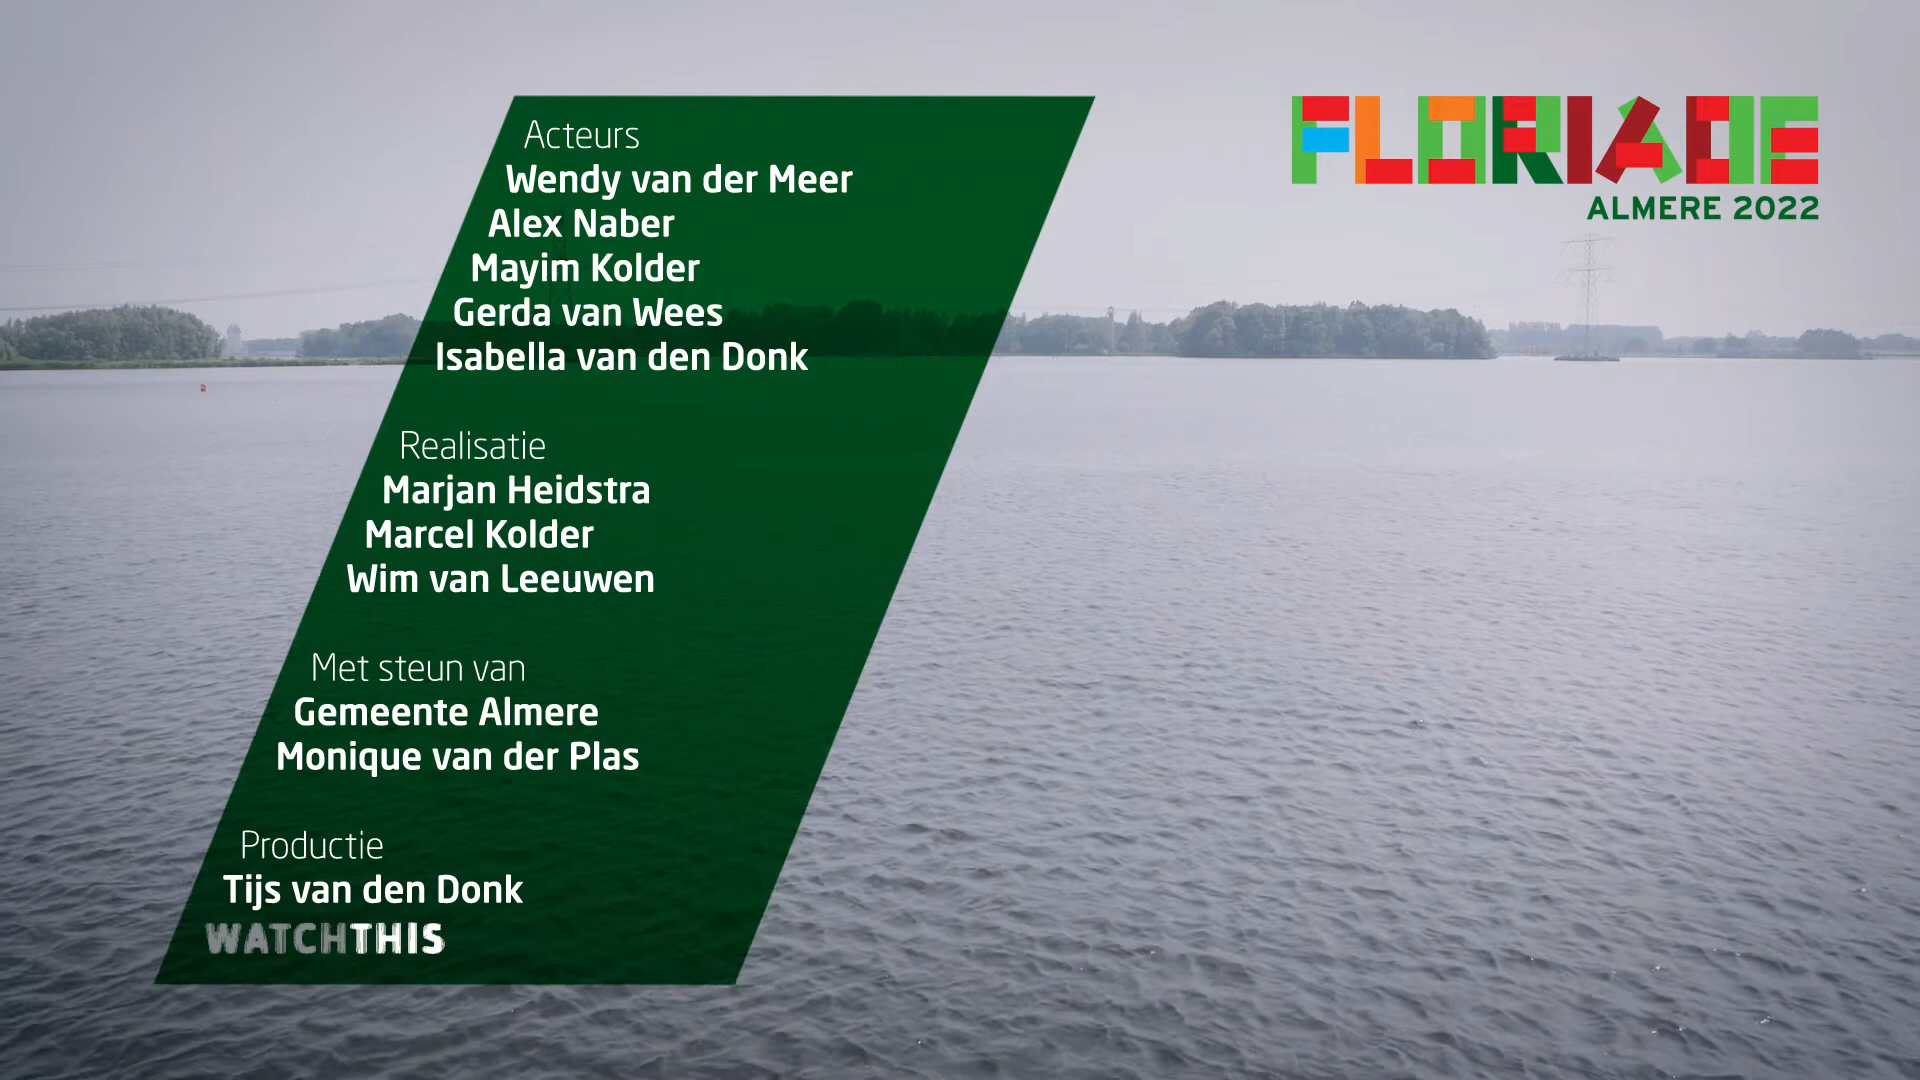 Acteurs
Wendy van der Meer
Alex Naber
Mayim Kolder
Gerda van Wees
Isabella van den Donk
Realisatie
Marjan Heidstra
Marcel Kolder
Wim van Leeuwen
Met steun van
Gemeente Almere
Monique van der Plas
Productie
Tijs van den Donk
WATCHTHIS
FLORIADE
ALMERE 2022